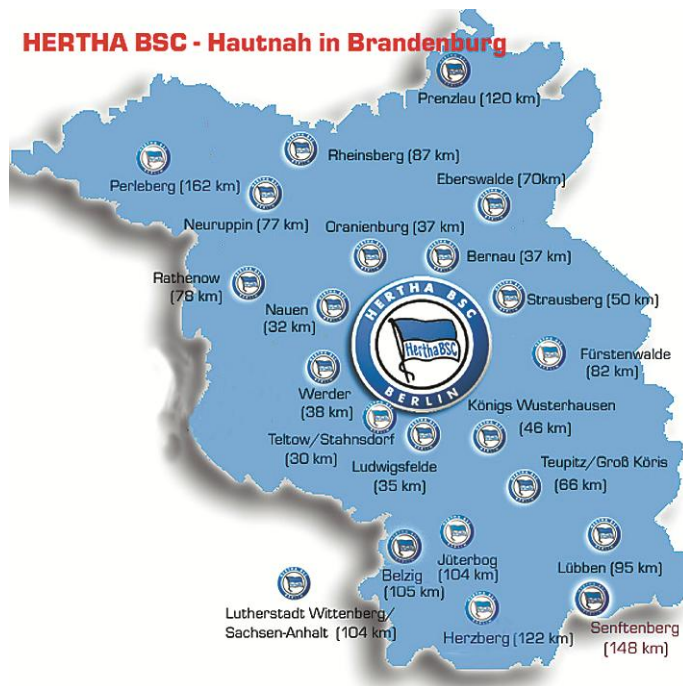 HERTHA BSC - Hautnah in Brandenburg
Prenzlau (120 km)
Rheinsberg (87 km)
Perleberg (162 km)
Eberswalde (70km)
Neuruppin (77 km)
Oranienburg (37 km)
Bernau (37 km)
Rathenow
(78 km)
Strausberg (50 km)
Nauen
(32 km)
HERTHA BSC
HerthaBSC
BERLIN
Fürstenwalde
(82 km)
Werder
(38 km)
Königs Wusterhausen
(46 km)
Teltow/Stahnsdorf
(30 km)
Ludwigsfelde
(35 km)
Teupitz/Groß Köris
(66 km)
Jüterbog
(104 km)
Belzig
(105 km)
Lübben (95 km)
Lutherstadt Wittenberg/
Sachsen-Anhalt (104 km)
Herzberg (122 km)
Senftenberg
(148 km)